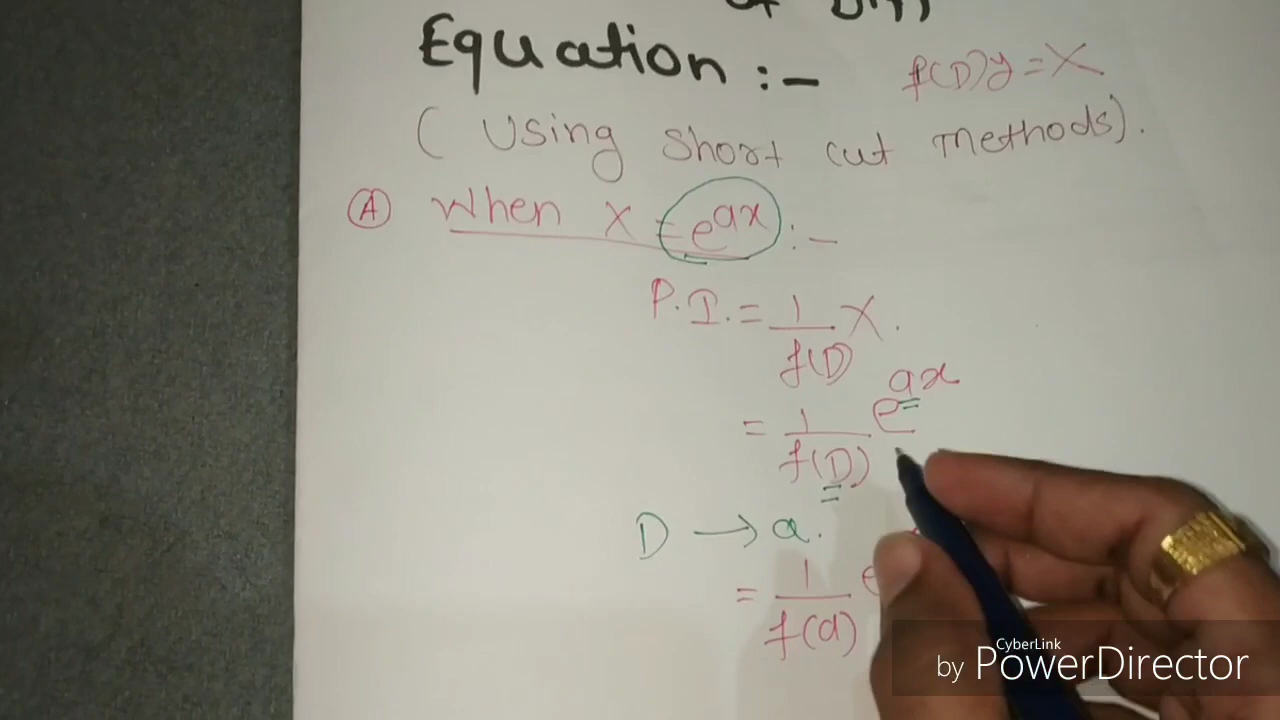 Equation :- f(D)y = X
( Using Short cut methods).
(A) When X = e^ax :-
P.I. = 1/f(D) X.
= 1/f(D) e^ax
D → a.
= 1/f(a) e
CyberLink
by PowerDirector